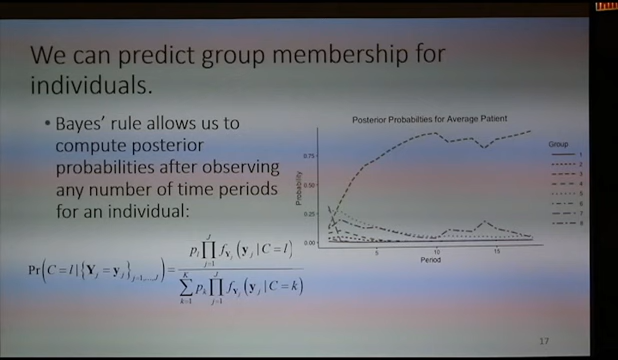 We can predict group membership for
individuals.
• Bayes’ rule allows us to
compute posterior
probabilities after observing
any number of time periods
for an individual:
Pr(C = l | {Y_j = y_j}_{j=1,...,J}) = p_l ∏_{j=1}^{J} f_{Y_j}(y_j | C = l) / ∑_{k=1}^{K} p_k ∏_{j=1}^{J} f_{Y_j}(y_j | C = k)
Posterior Probabilties for Average Patient
Probability
0.75
0.50
0.25
0.00
5
10
15
Period
Group
1
2
3
4
5
6
7
8
17